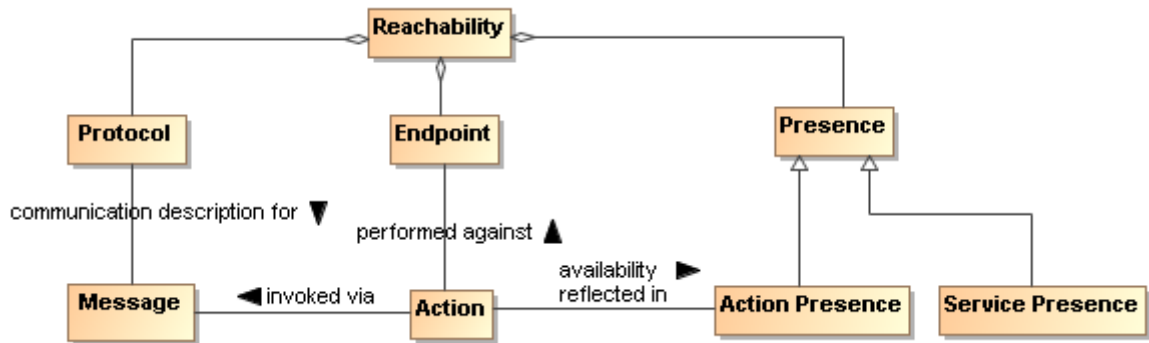 Reachability
Protocol
Endpoint
Presence
communication description for
performed against
availability
reflected in
invoked via
Message
Action
Action Presence
Service Presence